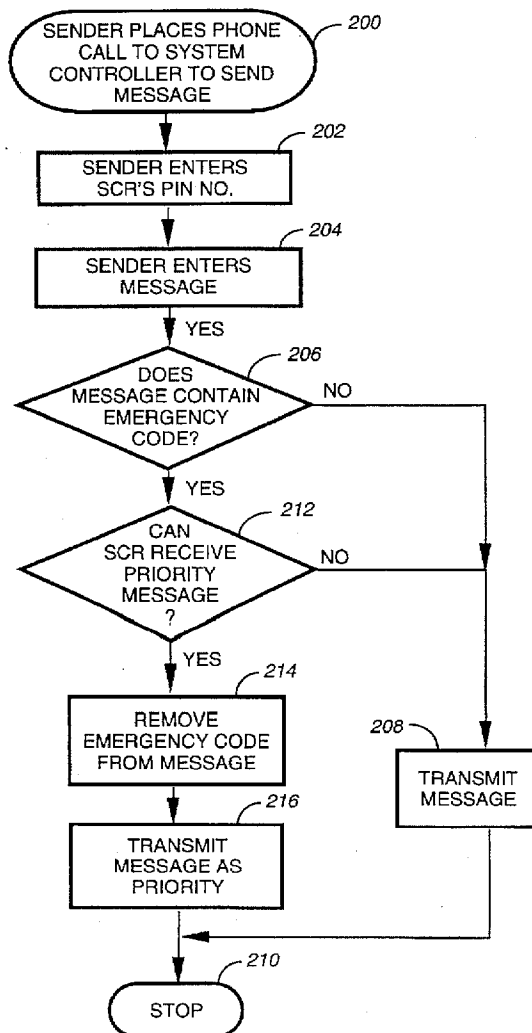 SENDER PLACES PHONE
CALL TO SYSTEM
CONTROLLER TO SEND
MESSAGE
200
202
SENDER ENTERS
SCR'S PIN NO.
204
SENDER ENTERS
MESSAGE
YES
206
DOES
MESSAGE CONTAIN
EMERGENCY
CODE?
NO
YES
212
CAN
SCR RECEIVE
PRIORITY
MESSAGE
?
NO
YES
214
REMOVE
EMERGENCY CODE
FROM MESSAGE
208
TRANSMIT
MESSAGE
216
TRANSMIT
MESSAGE AS
PRIORITY
210
STOP